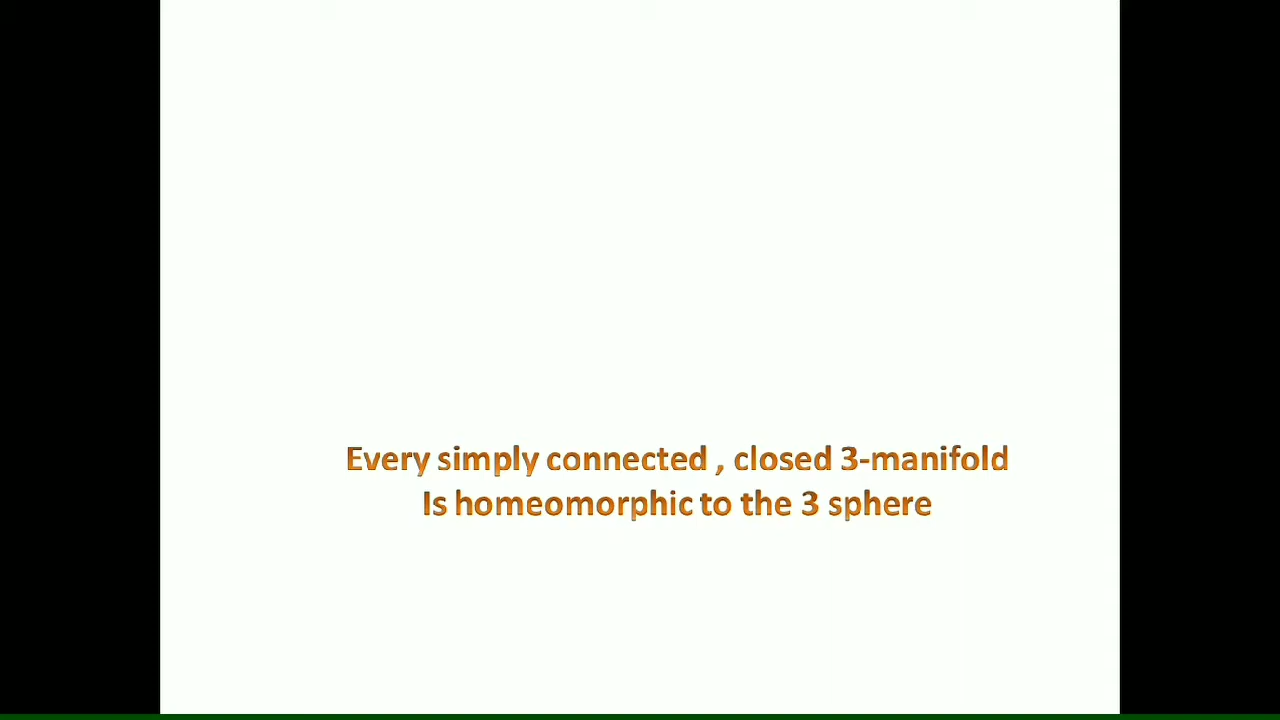 Every simply connected , closed 3-manifold
Is homeomorphic to the 3 sphere